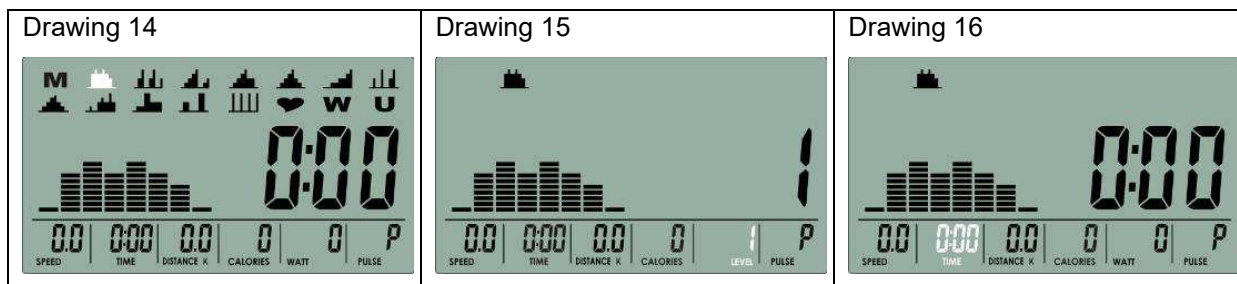 Drawing 14
M
W U
0:00
0.0 0:00 0.0 0 0 P
SPEED TIME DISTANCE K CALORIES WATT PULSE
Drawing 15
1
0.0 0:00 0.0 0 1 P
SPEED TIME DISTANCE K CALORIES LEVEL PULSE
Drawing 16
0:00
0.0 0:00 0.0 0 0 P
SPEED TIME DISTANCE K CALORIES WATT PULSE